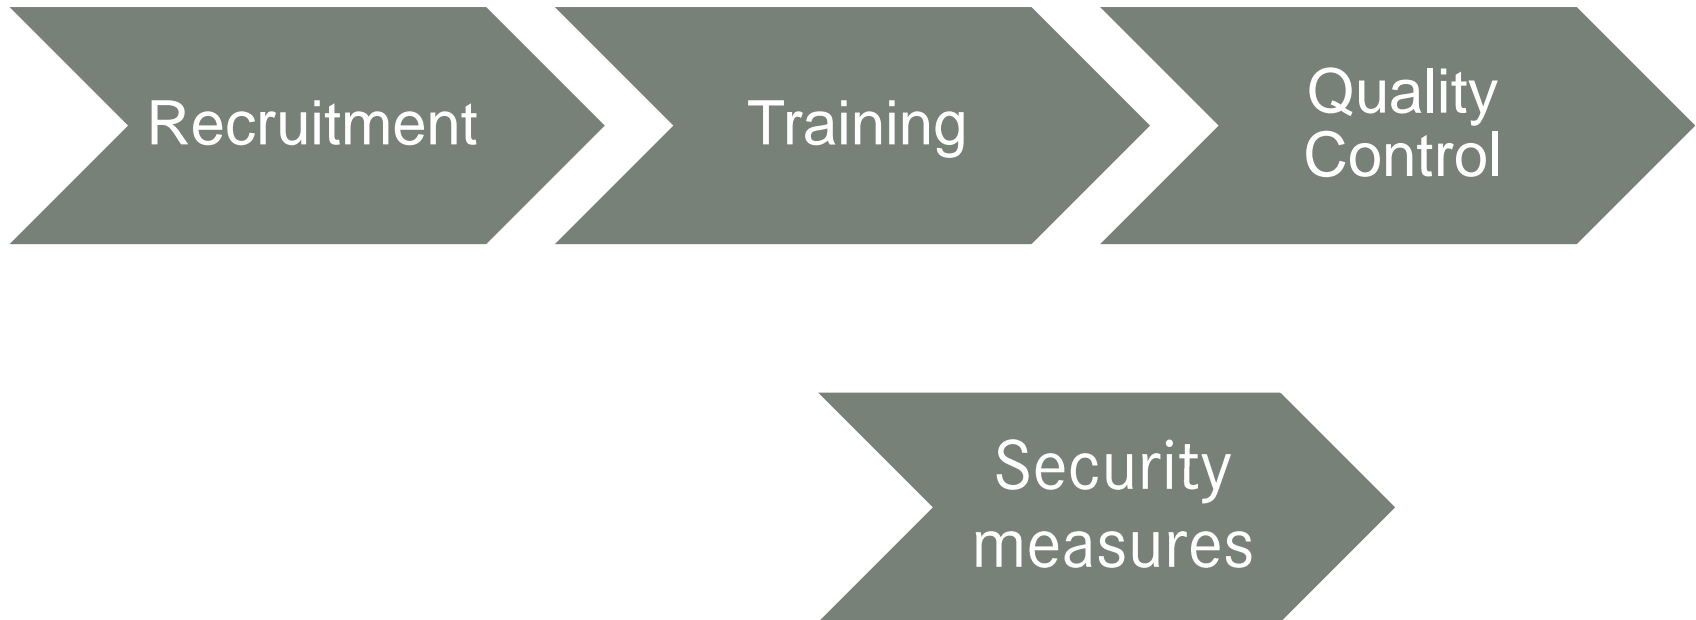 Recruitment
Training
Quality
Control
Security
measures